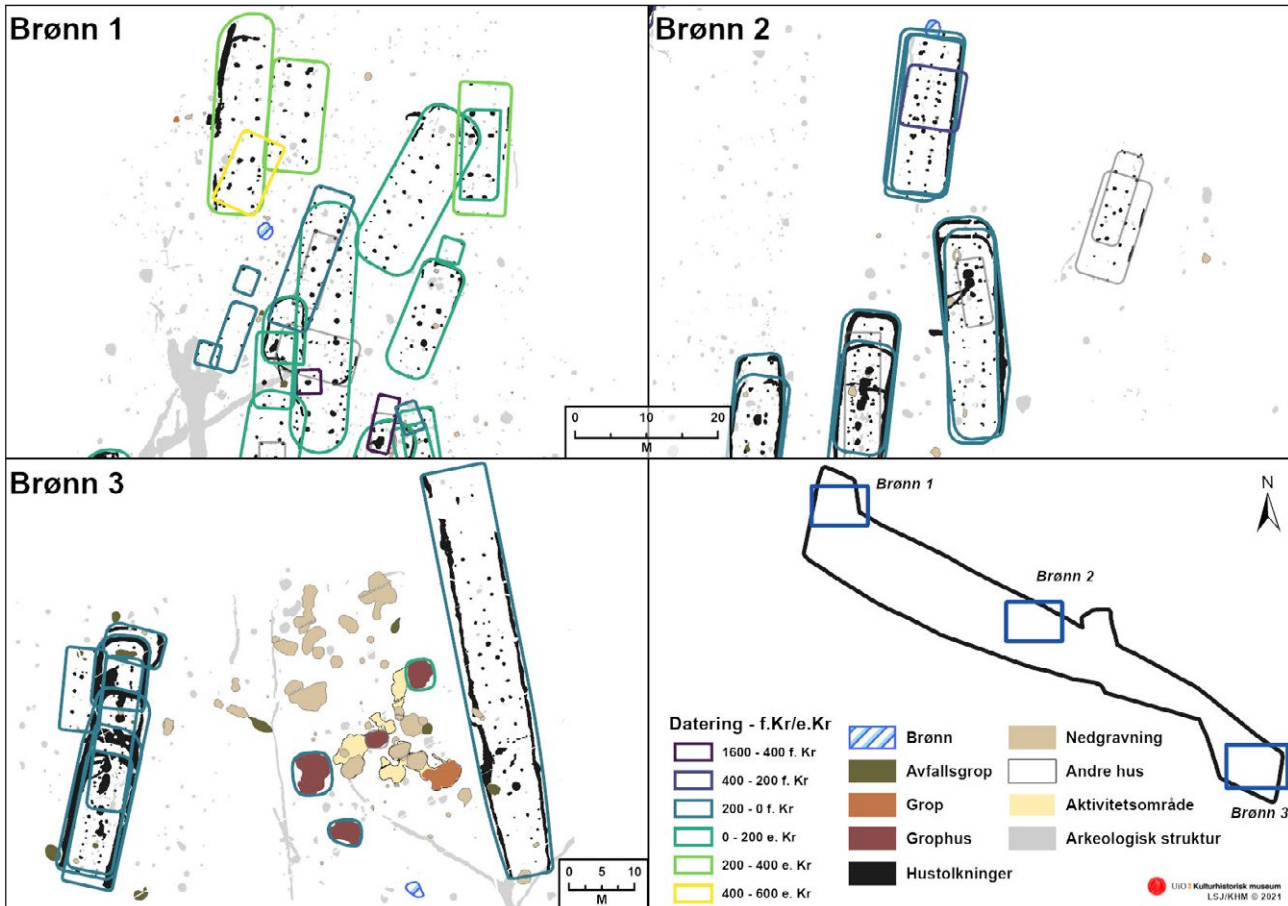 Brønn 1
Brønn 2
0 10 20
M
Brønn 3
0 5 10
M
N
Brønn 1
Brønn 2
Brønn 3
Datering - f.Kr/e.Kr
1600 - 400 f. Kr
400 - 200 f. Kr
200 - 0 f. Kr
0 - 200 e. Kr
200 - 400 e. Kr
400 - 600 e. Kr
Brønn
Avfallsgrop
Grop
Grophus
Hustolkninger
Nedgravning
Andre hus
Aktivitetsområde
Arkeologisk struktur
UiO Kulturhistorisk museum
LSJ/KHM © 2021